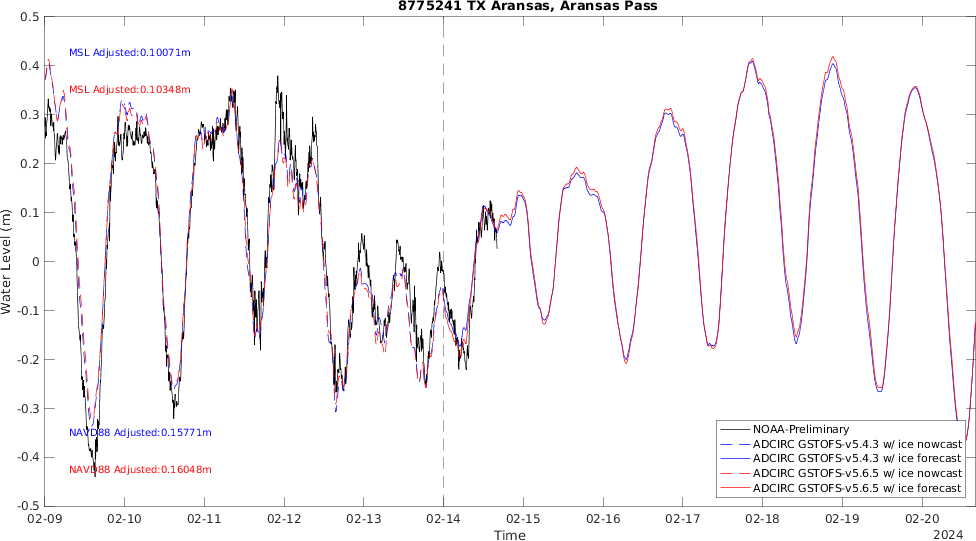 8775241 TX Aransas, Aransas Pass
0.5
0.4
0.3
0.2
0.1
0
-0.1
-0.2
-0.3
-0.4
-0.5
Water Level (m)
MSL Adjusted:0.10071m
MSL Adjusted:0.10348m
NAVD88 Adjusted:0.15771m
NAVD88 Adjusted:0.16048m
NOAA-Preliminary
ADCIRC GSTOFS-v5.4.3 w/ ice nowcast
ADCIRC GSTOFS-v5.4.3 w/ ice forecast
ADCIRC GSTOFS-v5.6.5 w/ ice nowcast
ADCIRC GSTOFS-v5.6.5 w/ ice forecast
02-09 02-10 02-11 02-12 02-13 02-14 02-15 02-16 02-17 02-18 02-19 02-20
2024
Time